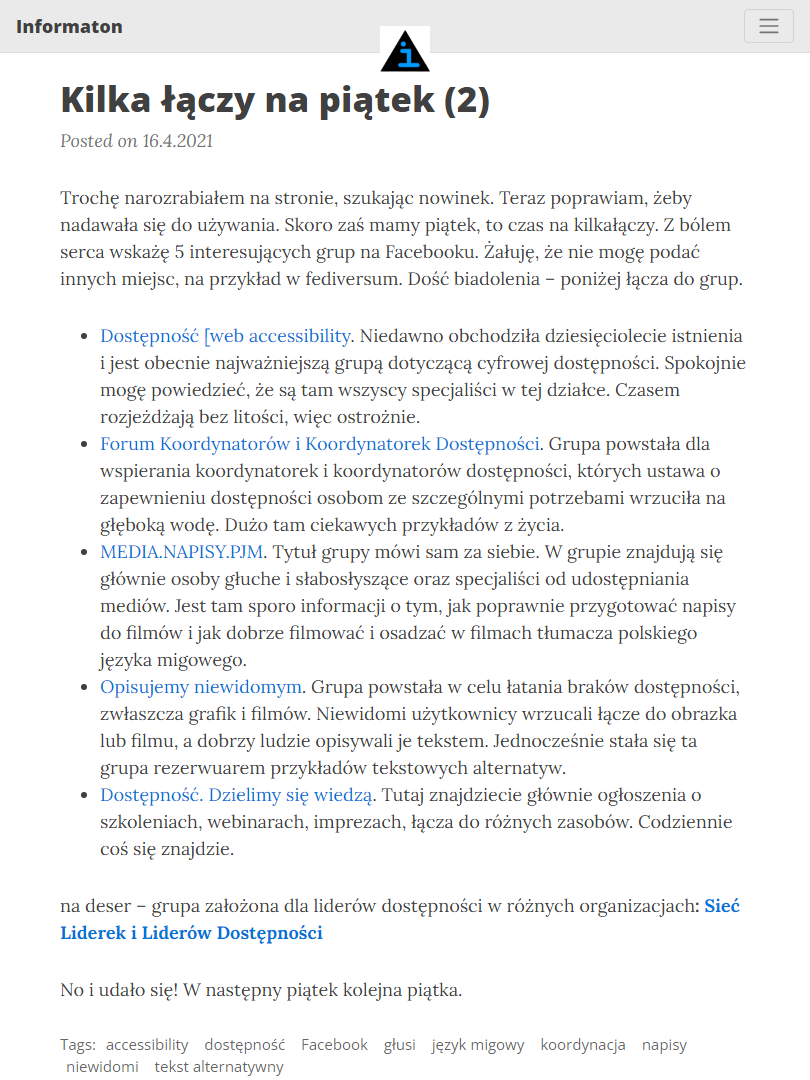 Informaton
i
Kilka łączy na piątek (2)
Posted on 16.4.2021
Trochę narozrabiałem na stronie, szukając nowinek. Teraz poprawiam, żeby
nadawała się do używania. Skoro zaś mamy piątek, to czas na kilkałączy. Z bólem
serca wskażę 5 interesujących grup na Facebooku. Żałuję, że nie mogę podać
innych miejsc, na przykład w fediversum. Dość biadolenia – poniżej łącza do grup.
• Dostępność [web accessibility. Niedawno obchodziła dziesięciolecie istnienia
i jest obecnie najważniejszą grupą dotyczącą cyfrowej dostępności. Spokojnie
mogę powiedzieć, że są tam wszyscy specjaliści w tej działce. Czasem
rozjeżdżają bez litości, więc ostrożnie.
• Forum Koordynatorów i Koordynatorek Dostępności. Grupa powstała dla
wspierania koordynatorek i koordynatorów dostępności, których ustawa o
zapewnieniu dostępności osobom ze szczególnymi potrzebami wrzuciła na
głęboką wodę. Dużo tam ciekawych przykładów z życia.
• MEDIA.NAPISY.PJM. Tytuł grupy mówi sam za siebie. W grupie znajdują się
głównie osoby głuche i słabosłyszące oraz specjaliści od udostępniania
mediów. Jest tam sporo informacji o tym, jak poprawnie przygotować napisy
do filmów i jak dobrze filmować i osadzać w filmach tłumacza polskiego
języka migowego.
• Opisujemy niewidomym. Grupa powstała w celu łatania braków dostępności,
zwłaszcza grafik i filmów. Niewidomi użytkownicy wrzucali łącze do obrazka
lub filmu, a dobrzy ludzie opisywali je tekstem. Jednocześnie stała się ta
grupa rezerwuarem przykładów tekstowych alternatyw.
• Dostępność. Dzielimy się wiedzą. Tutaj znajdziecie głównie ogłoszenia o
szkoleniach, webinarach, imprezach, łącza do różnych zasobów. Codziennie
coś się znajdzie.
na deser – grupa założona dla liderów dostępności w różnych organizacjach: Sieć
Liderek i Liderów Dostępności
No i udało się! W następny piątek kolejna piątka.
Tags: accessibility dostępność Facebook głusi język migowy koordynacja napisy
niewidomi tekst alternatywny